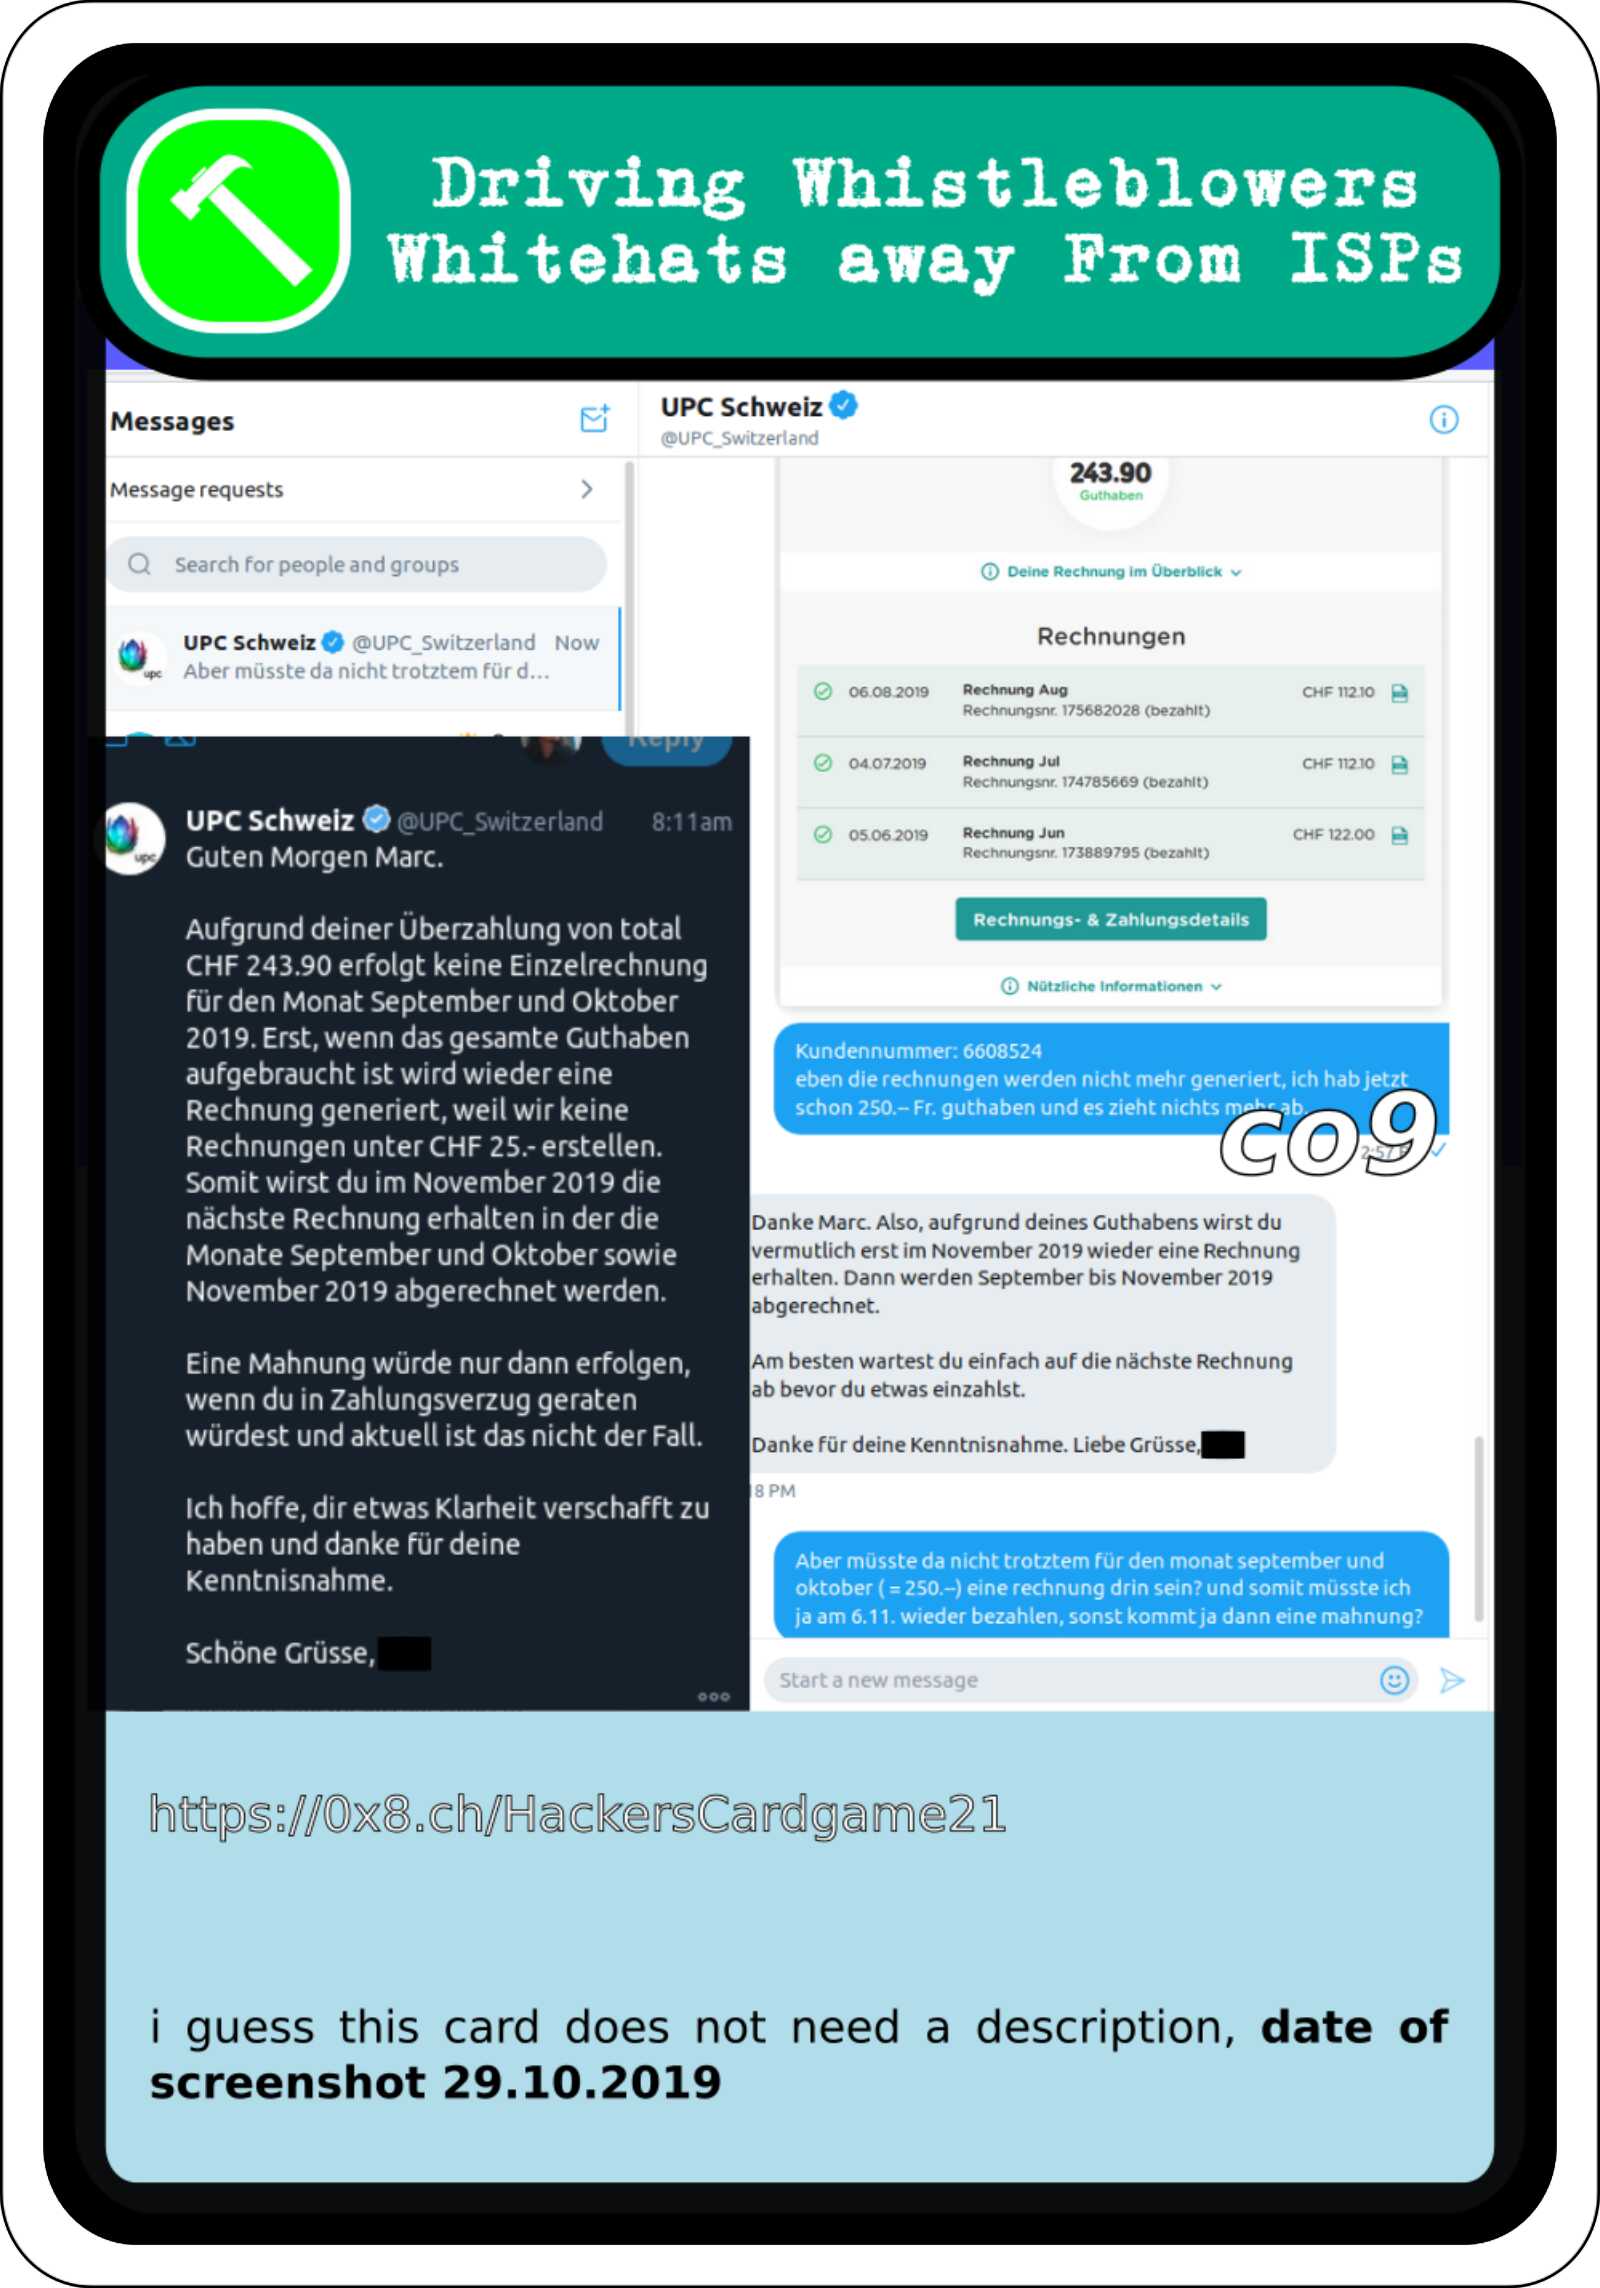 Driving Whistleblowers
Whitehats away From ISPs
Messages
Message requests
Search for people and groups
UPC Schweiz @UPC_Switzerland Now
Aber müsste da nicht trotztem für d...
upc
UPC Schweiz
@UPC_Switzerland
243.90
Guthaben
Deine Rechnung im Überblick
Rechnungen
06.08.2019 Rechnung Aug CHF 112.10
Rechnungsnr. 175682028 (bezahlt)
04.07.2019 Rechnung Jul CHF 112.10
Rechnungsnr. 174785669 (bezahlt)
05.06.2019 Rechnung Jun CHF 122.00
Rechnungsnr. 173889795 (bezahlt)
Rechnungs- & Zahlungsdetails
Nützliche Informationen
Kundennummer: 6608524
eben die rechnungen werden nicht mehr generiert, ich hab jetzt
schon 250.-- Fr. guthaben und es zieht nichts mehr ab.
co9
2:57
Danke Marc. Also, aufgrund deines Guthabens wirst du
vermutlich erst im November 2019 wieder eine Rechnung
erhalten. Dann werden September bis November 2019
abgerechnet.
Am besten wartest du einfach auf die nächste Rechnung
ab bevor du etwas einzahlst.
Danke für deine Kenntnisnahme. Liebe Grüsse,
18 PM
Aber müsste da nicht trotztem für den monat september und
oktober ( = 250.--) eine rechnung drin sein? und somit müsste ich
ja am 6.11. wieder bezahlen, sonst kommt ja dann eine mahnung?
Start a new message
Reply
UPC Schweiz @UPC_Switzerland 8:11am
upc
Guten Morgen Marc.
Aufgrund deiner Überzahlung von total
CHF 243.90 erfolgt keine Einzelrechnung
für den Monat September und Oktober
2019. Erst, wenn das gesamte Guthaben
aufgebraucht ist wird wieder eine
Rechnung generiert, weil wir keine
Rechnungen unter CHF 25.- erstellen.
Somit wirst du im November 2019 die
nächste Rechnung erhalten in der die
Monate September und Oktober sowie
November 2019 abgerechnet werden.
Eine Mahnung würde nur dann erfolgen,
wenn du in Zahlungsverzug geraten
würdest und aktuell ist das nicht der Fall.
Ich hoffe, dir etwas Klarheit verschafft zu
haben und danke für deine
Kenntnisnahme.
Schöne Grüsse,
https://0x8.ch/HackersCardgame21
i guess this card does not need a description, date of
screenshot 29.10.2019